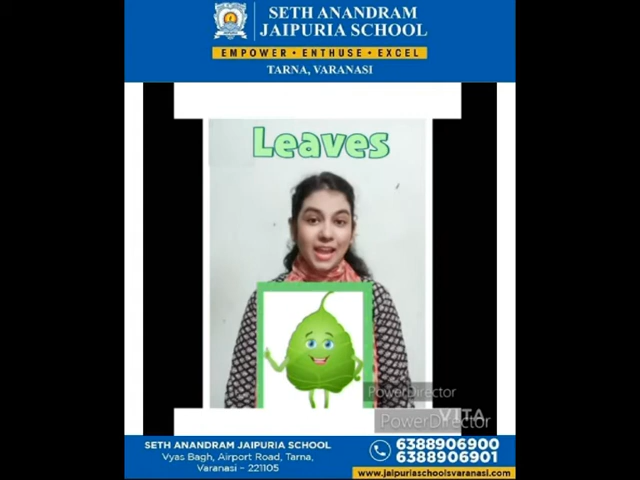 SETH ANANDRAM
JAIPURIA SCHOOL
EMPOWER • ENTHUSE • EXCEL
TARNA, VARANASI
Leaves
PowerDirector
VITA
PowerDirector
SETH ANANDRAM JAIPURIA SCHOOL
Vyas Bagh, Airport Road, Tarna,
Varanasi – 221105
6388906900
6388906901
www.jaipuriaschoolsvaranasi.com